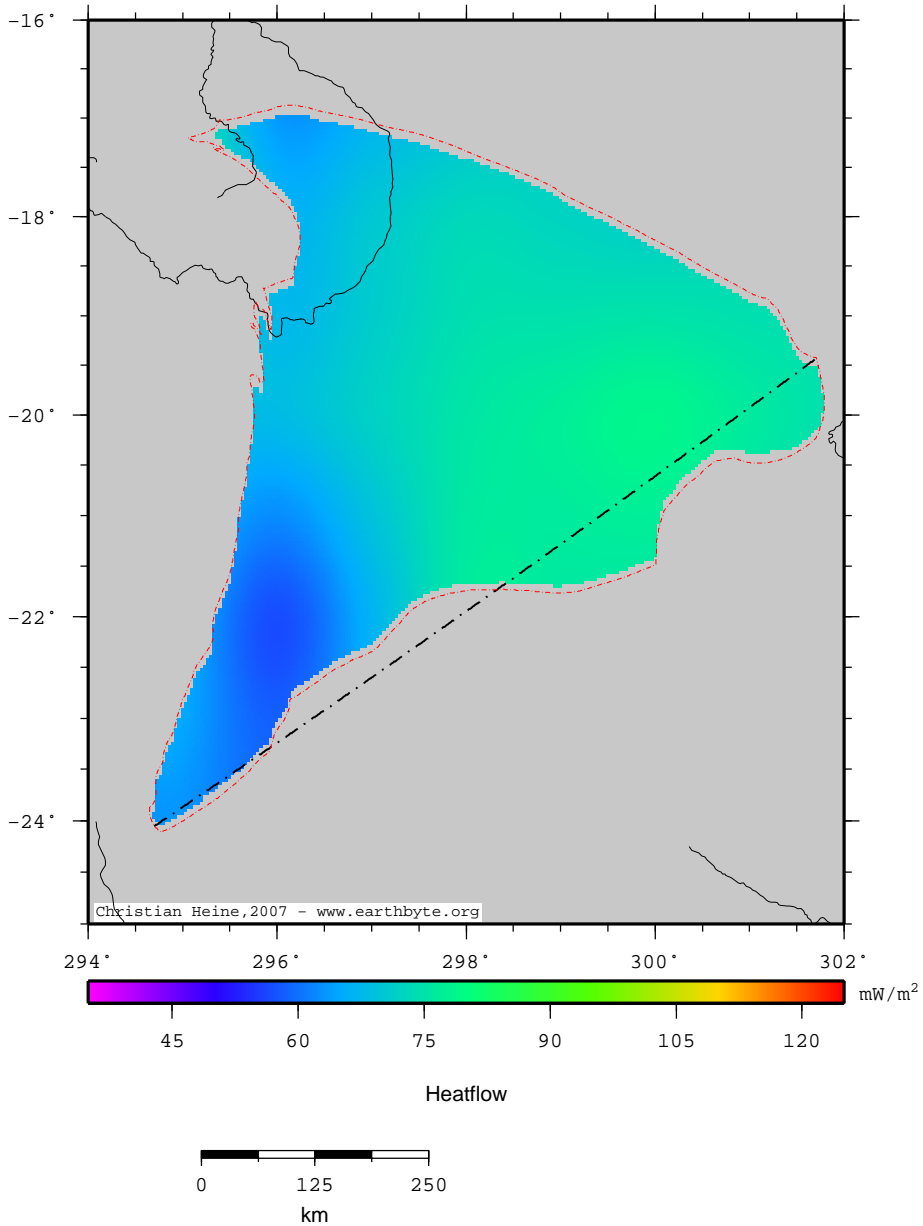 −16°
−18°
−20°
−22°
−24°
Christian Heine,2007 - www.earthbyte.org
294° 296° 298° 300° 302°
mW/m²
45 60 75 90 105 120
Heatflow
0 125 250
km